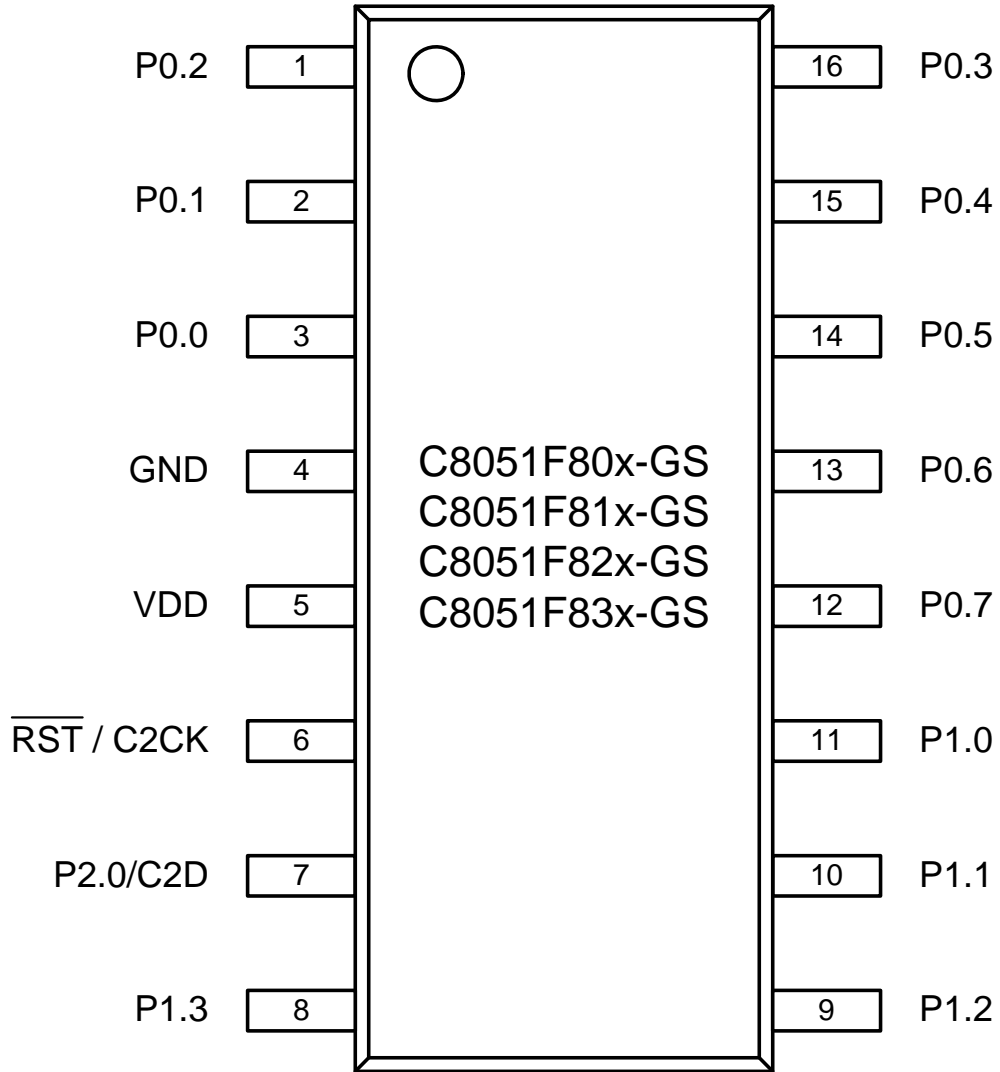 P0.2 1 16 P0.3
P0.1 2 15 P0.4
P0.0 3 14 P0.5
GND 4 13 P0.6
C8051F80x-GS
C8051F81x-GS
C8051F82x-GS
C8051F83x-GS
VDD 5 12 P0.7
R̅S̅T̅ / C2CK 6 11 P1.0
P2.0/C2D 7 10 P1.1
P1.3 8 9 P1.2